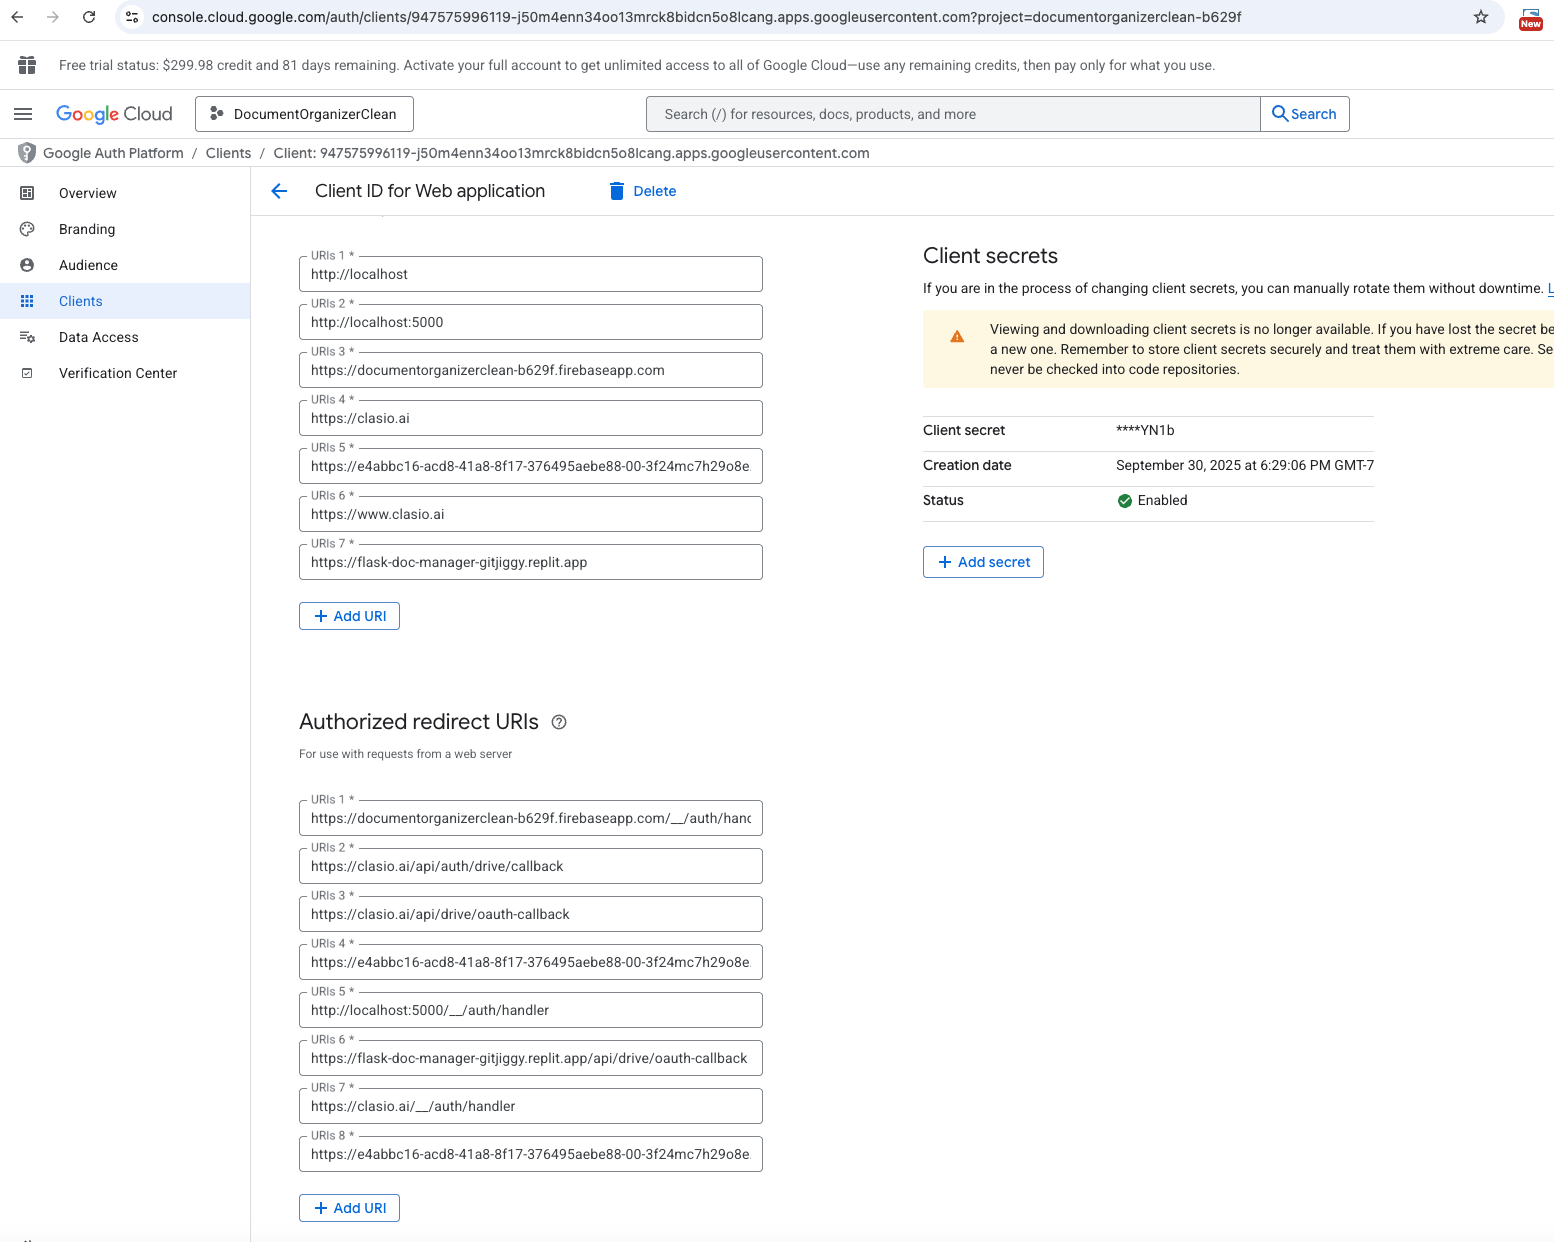 console.cloud.google.com/auth/clients/947575996119-j50m4enn34oo13mrck8bidcn5o8lcang.apps.googleusercontent.com?project=documentorganizerclean-b629f
New
Free trial status: $299.98 credit and 81 days remaining. Activate your full account to get unlimited access to all of Google Cloud—use any remaining credits, then pay only for what you use.
Google Cloud
DocumentOrganizerClean
Search (/) for resources, docs, products, and more
Search
Google Auth Platform / Clients / Client: 947575996119-j50m4enn34oo13mrck8bidcn5o8lcang.apps.googleusercontent.com
Overview
Branding
Audience
Clients
Data Access
Verification Center
Client ID for Web application
Delete
URIs 1 *
http://localhost
URIs 2 *
http://localhost:5000
URIs 3 *
https://documentorganizerclean-b629f.firebaseapp.com
URIs 4 *
https://clasio.ai
URIs 5 *
https://e4abbc16-acd8-41a8-8f17-376495aebe88-00-3f24mc7h29o8e.
URIs 6 *
https://www.clasio.ai
URIs 7 *
https://flask-doc-manager-gitjiggy.replit.app
Add URI
Authorized redirect URIs
For use with requests from a web server
URIs 1 *
https://documentorganizerclean-b629f.firebaseapp.com/__/auth/hand
URIs 2 *
https://clasio.ai/api/auth/drive/callback
URIs 3 *
https://clasio.ai/api/drive/oauth-callback
URIs 4 *
https://e4abbc16-acd8-41a8-8f17-376495aebe88-00-3f24mc7h29o8e.
URIs 5 *
http://localhost:5000/__/auth/handler
URIs 6 *
https://flask-doc-manager-gitjiggy.replit.app/api/drive/oauth-callback
URIs 7 *
https://clasio.ai/__/auth/handler
URIs 8 *
https://e4abbc16-acd8-41a8-8f17-376495aebe88-00-3f24mc7h29o8e.
Add URI
Client secrets
If you are in the process of changing client secrets, you can manually rotate them without downtime. L
Viewing and downloading client secrets is no longer available. If you have lost the secret be
a new one. Remember to store client secrets securely and treat them with extreme care. Se
never be checked into code repositories.
Client secret ****YN1b
Creation date September 30, 2025 at 6:29:06 PM GMT-7
Status Enabled
Add secret